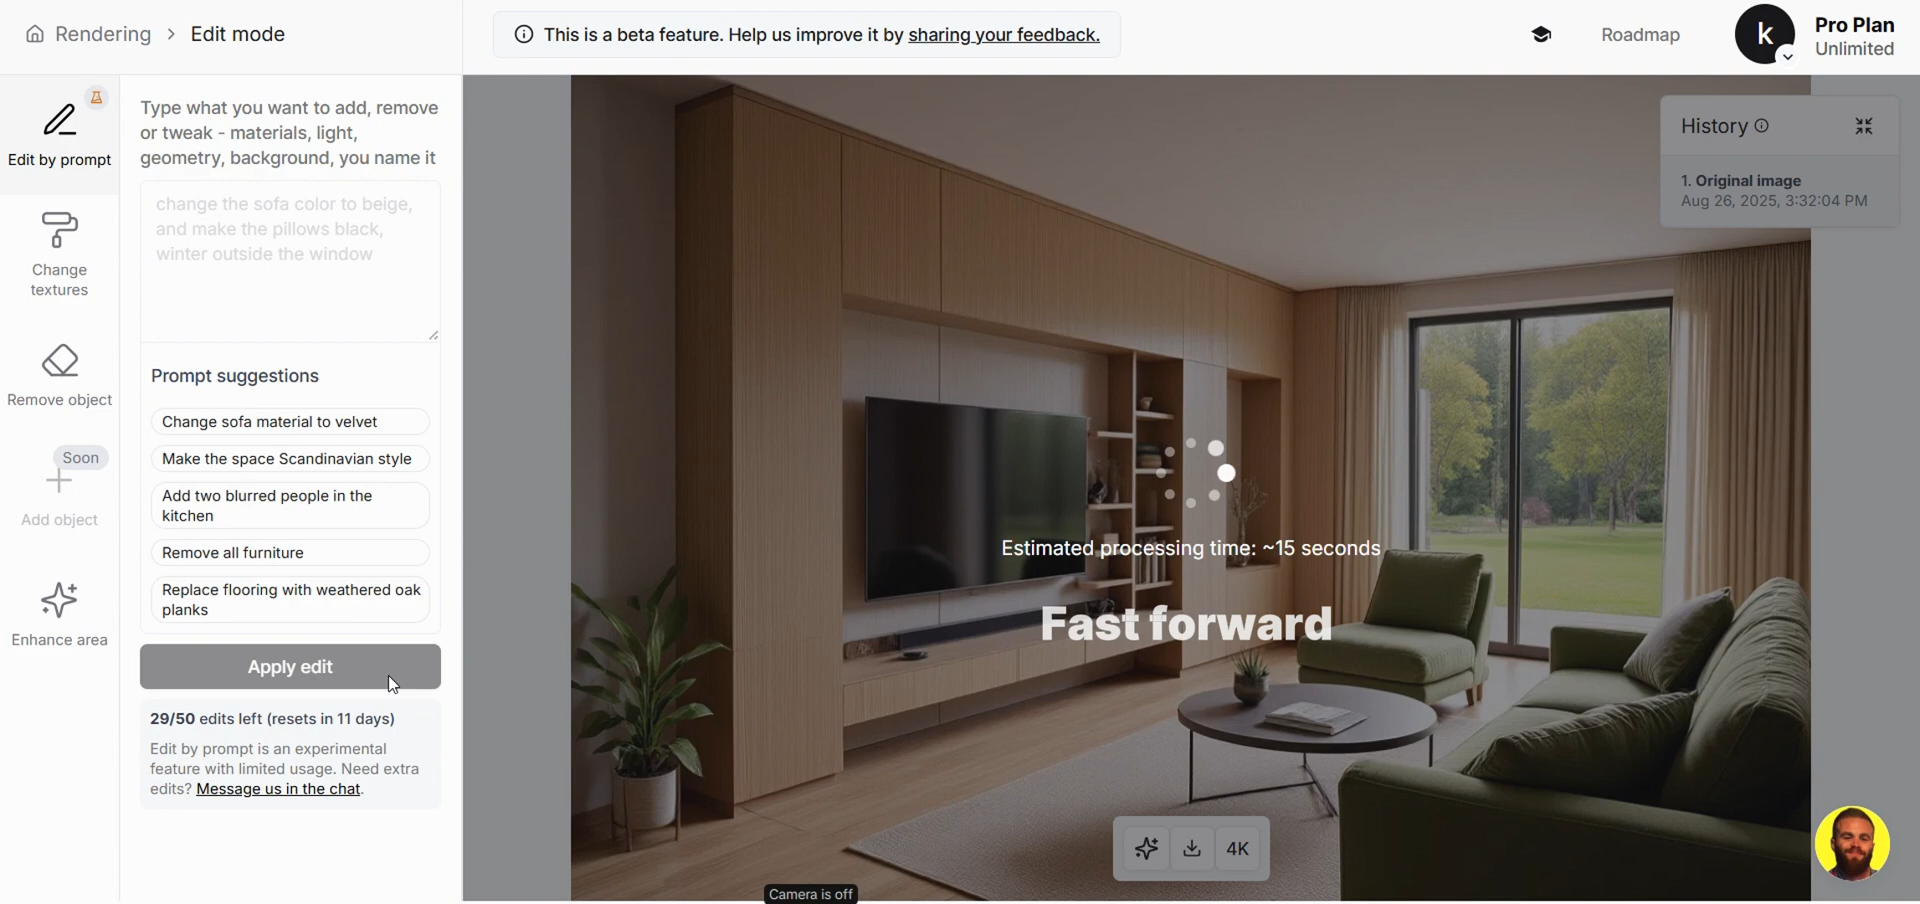 Rendering > Edit mode
This is a beta feature. Help us improve it by sharing your feedback.
Roadmap
k
Pro Plan
Unlimited
Edit by prompt
Change
textures
Remove object
Soon
Add object
Enhance area
Type what you want to add, remove
or tweak - materials, light,
geometry, background, you name it
change the sofa color to beige,
and make the pillows black,
winter outside the window
Prompt suggestions
Change sofa material to velvet
Make the space Scandinavian style
Add two blurred people in the
kitchen
Remove all furniture
Replace flooring with weathered oak
planks
Apply edit
29/50 edits left (resets in 11 days)
Edit by prompt is an experimental
feature with limited usage. Need extra
edits? Message us in the chat.
History
1. Original image
Aug 26, 2025, 3:32:04 PM
Estimated processing time: ~15 seconds
Fast forward
4K
Camera is off